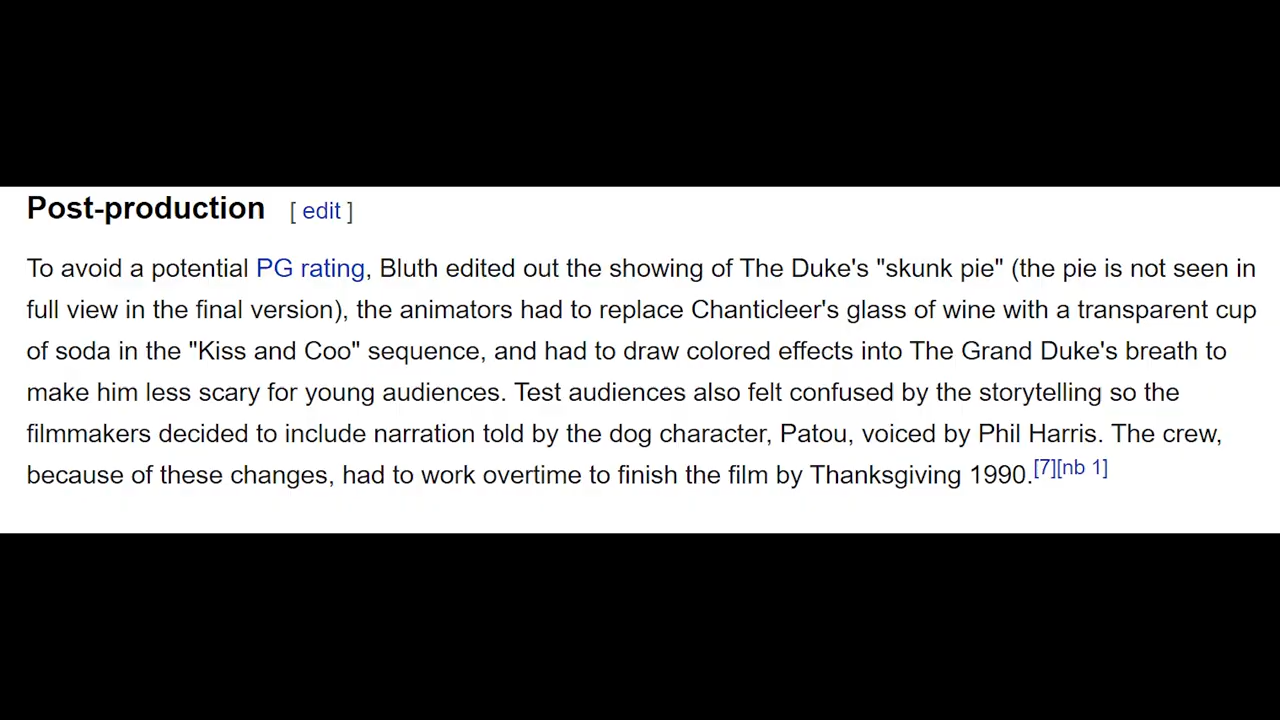 Post-production [ edit ]
To avoid a potential PG rating, Bluth edited out the showing of The Duke's "skunk pie" (the pie is not seen in
full view in the final version), the animators had to replace Chanticleer's glass of wine with a transparent cup
of soda in the "Kiss and Coo" sequence, and had to draw colored effects into The Grand Duke's breath to
make him less scary for young audiences. Test audiences also felt confused by the storytelling so the
filmmakers decided to include narration told by the dog character, Patou, voiced by Phil Harris. The crew,
because of these changes, had to work overtime to finish the film by Thanksgiving 1990.[7][nb 1]